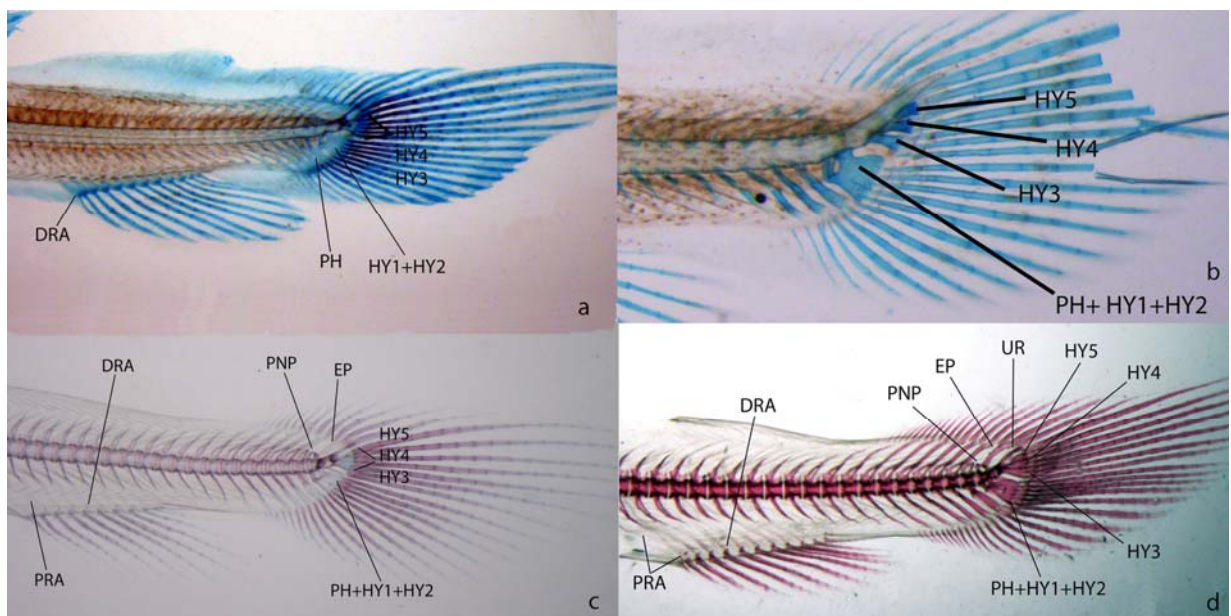 HY5
HY4
HY3
DRA
PH
HY1+HY2
a
HY5
HY4
HY3
b
PH+ HY1+HY2
DRA
PNP
EP
HY5
HY4
HY3
PRA
PH+HY1+HY2
c
UR
HY5
EP
HY4
PNP
DRA
HY3
PRA
PH+HY1+HY2
d